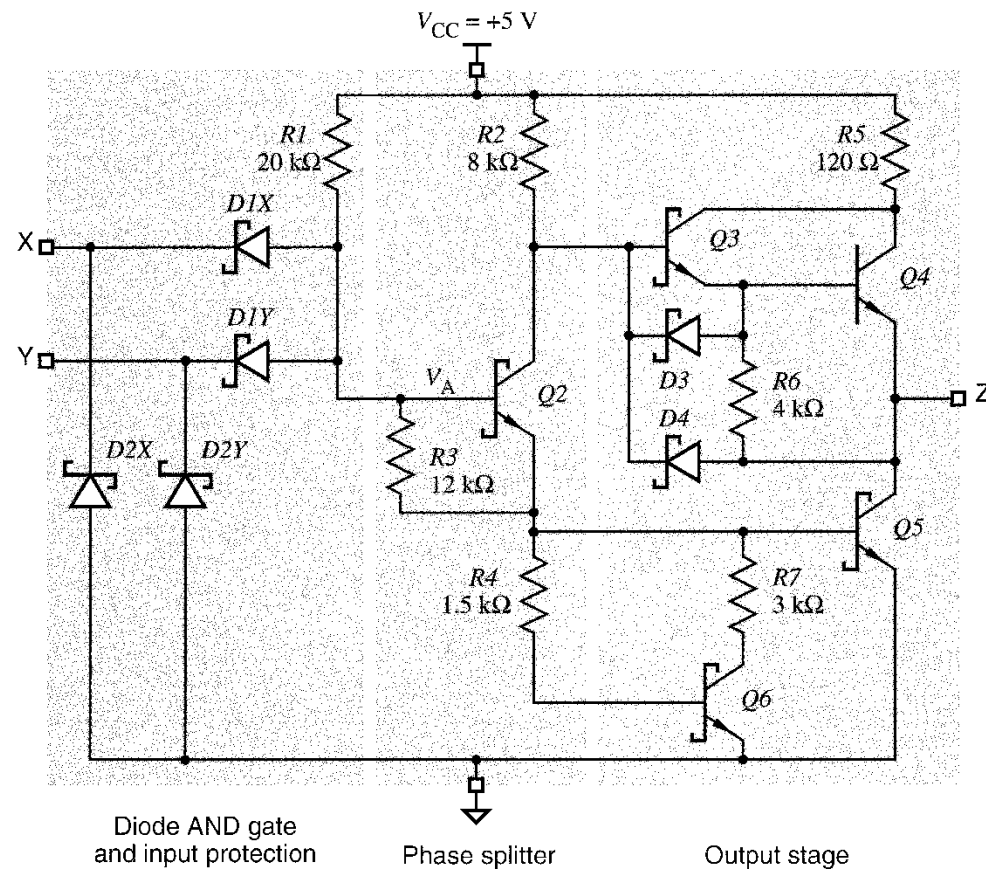 VCC = +5 V
R1
20 kΩ
R2
8 kΩ
R5
120 Ω
D1X
X
Q3
Q4
D1Y
Y
VA
Q2
D3
R6
4 kΩ
Z
D4
D2X
D2Y
R3
12 kΩ
Q5
R4
1.5 kΩ
R7
3 kΩ
Q6
Diode AND gate
and input protection
Phase splitter
Output stage